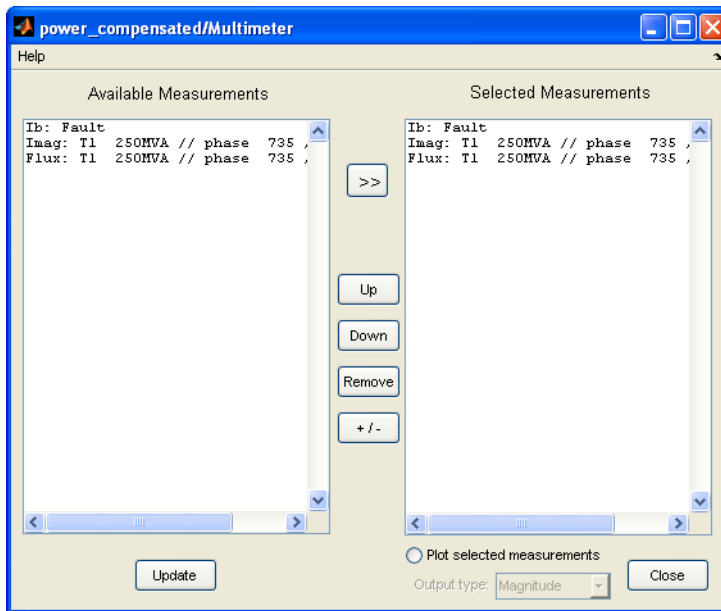 power_compensated/Multimeter
Help
Available Measurements
Selected Measurements
Ib: Fault
Imag: T1 250MVA // phase 735 ,
Flux: T1 250MVA // phase 735 ,
>>
Up
Down
Remove
+ / -
Ib: Fault
Imag: T1 250MVA // phase 735 ,
Flux: T1 250MVA // phase 735 ,
Update
Plot selected measurements
Output type: Magnitude
Close